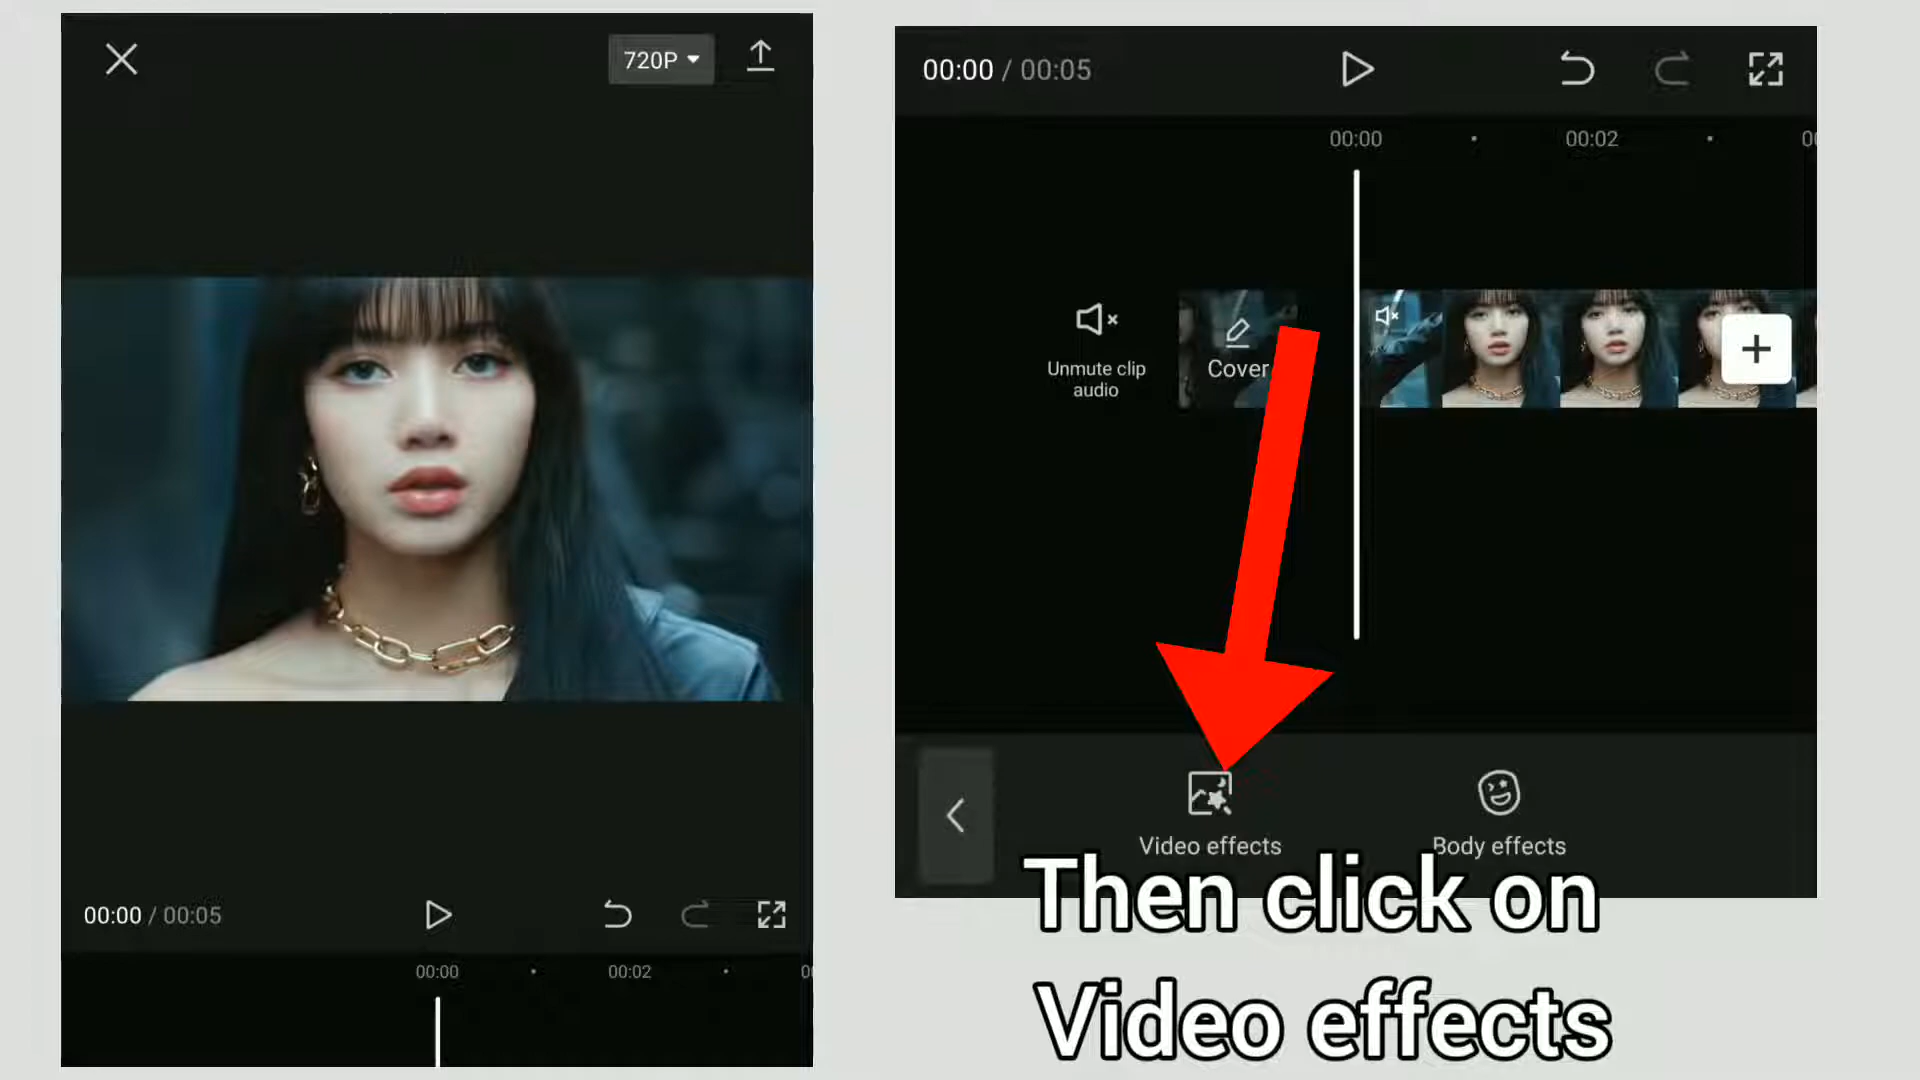 720P
00:00 / 00:05
00:00
00:02
00:00 / 00:05
00:00
00:02
Unmute clip
audio
Cover
Video effects
Body effects
Then click on
Video effects